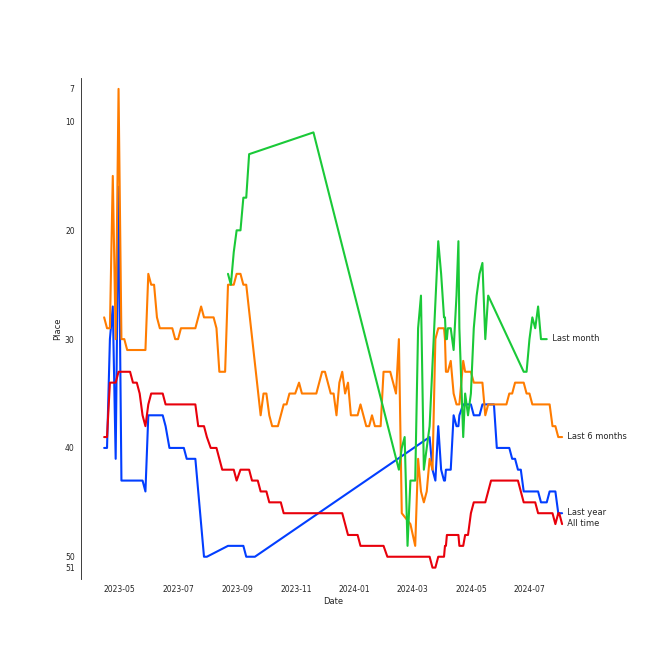 7
10
20
30
40
50
51
Place
2023-05
2023-07
2023-09
2023-11
2024-01
2024-03
2024-05
2024-07
Date
Last month
Last 6 months
Last year
All time